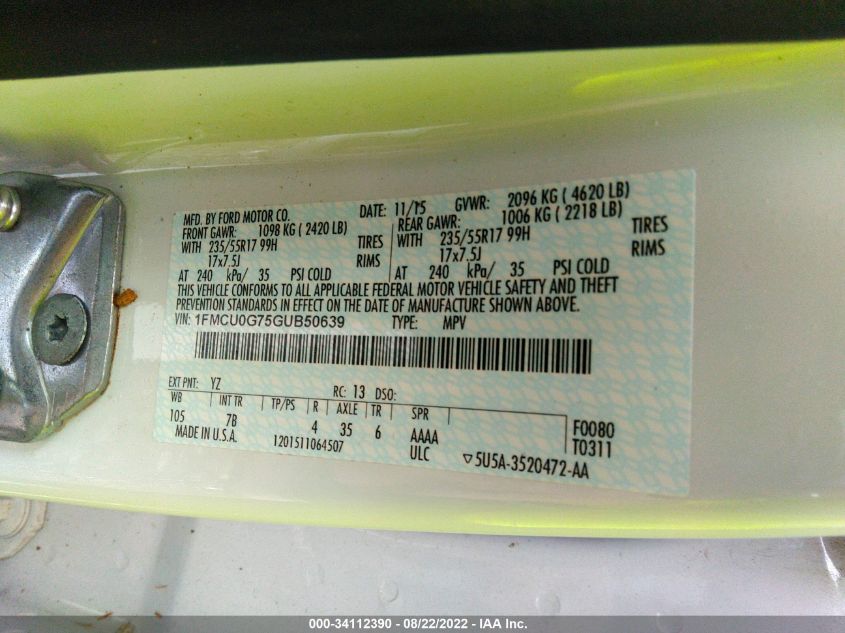 MFD. BY FORD MOTOR CO. DATE: 11/15 GVWR: 2096 KG ( 4620 LB)
FRONT GAWR: 1098 KG ( 2420 LB) REAR GAWR: 1006 KG ( 2218 LB)
WITH 235/55R17 99H TIRES WITH 235/55R17 99H TIRES
17x7.5J RIMS 17x7.5J RIMS
AT 240 kPa/ 35 PSI COLD AT 240 kPa/ 35 PSI COLD
THIS VEHICLE CONFORMS TO ALL APPLICABLE FEDERAL MOTOR VEHICLE SAFETY AND THEFT
PREVENTION STANDARDS IN EFFECT ON THE DATE OF MANUFACTURE SHOWN ABOVE.
VIN: 1FMCU0G75GUB50639 TYPE: MPV
EXT PNT: YZ RC: 13 DSO:
WB INT TR TP/PS R AXLE TR SPR
105 7B 4 35 6 AAAA F0080
MADE IN U.S.A. 1201511064507 ULC T0311
▽5U5A-3520472-AA
000-34112390 - 08/22/2022 - IAA Inc.